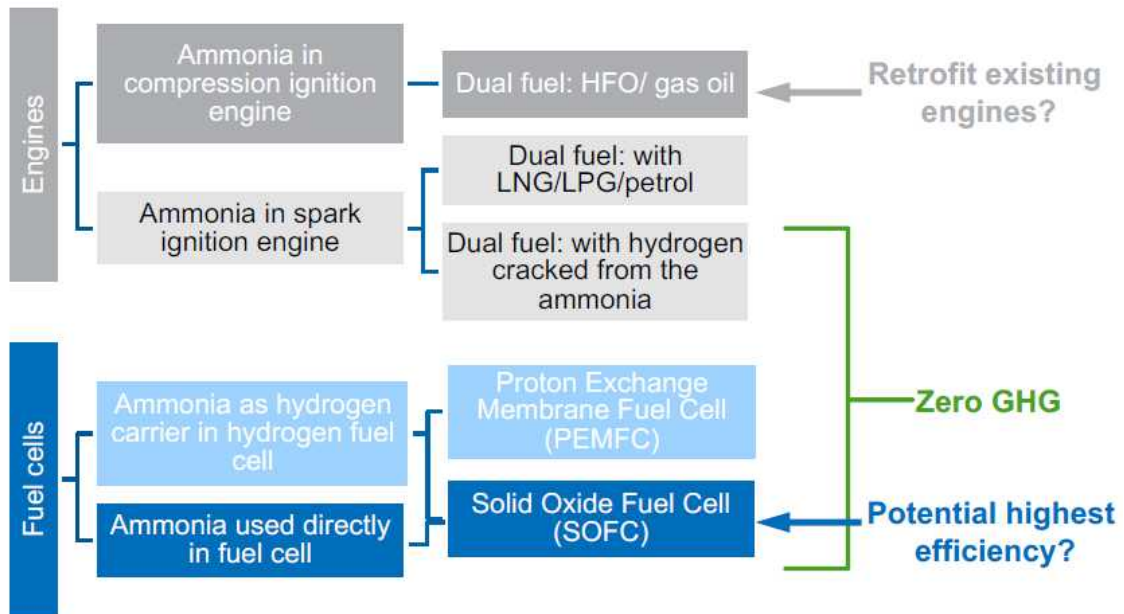 Engines
Ammonia in
compression ignition
engine
Dual fuel: HFO/ gas oil
Retrofit existing
engines?
Ammonia in spark
ignition engine
Dual fuel: with
LNG/LPG/petrol
Dual fuel: with hydrogen
cracked from the
ammonia
Zero GHG
Fuel cells
Ammonia as hydrogen
carrier in hydrogen fuel
cell
Proton Exchange
Membrane Fuel Cell
(PEMFC)
Ammonia used directly
in fuel cell
Solid Oxide Fuel Cell
(SOFC)
Potential highest
efficiency?